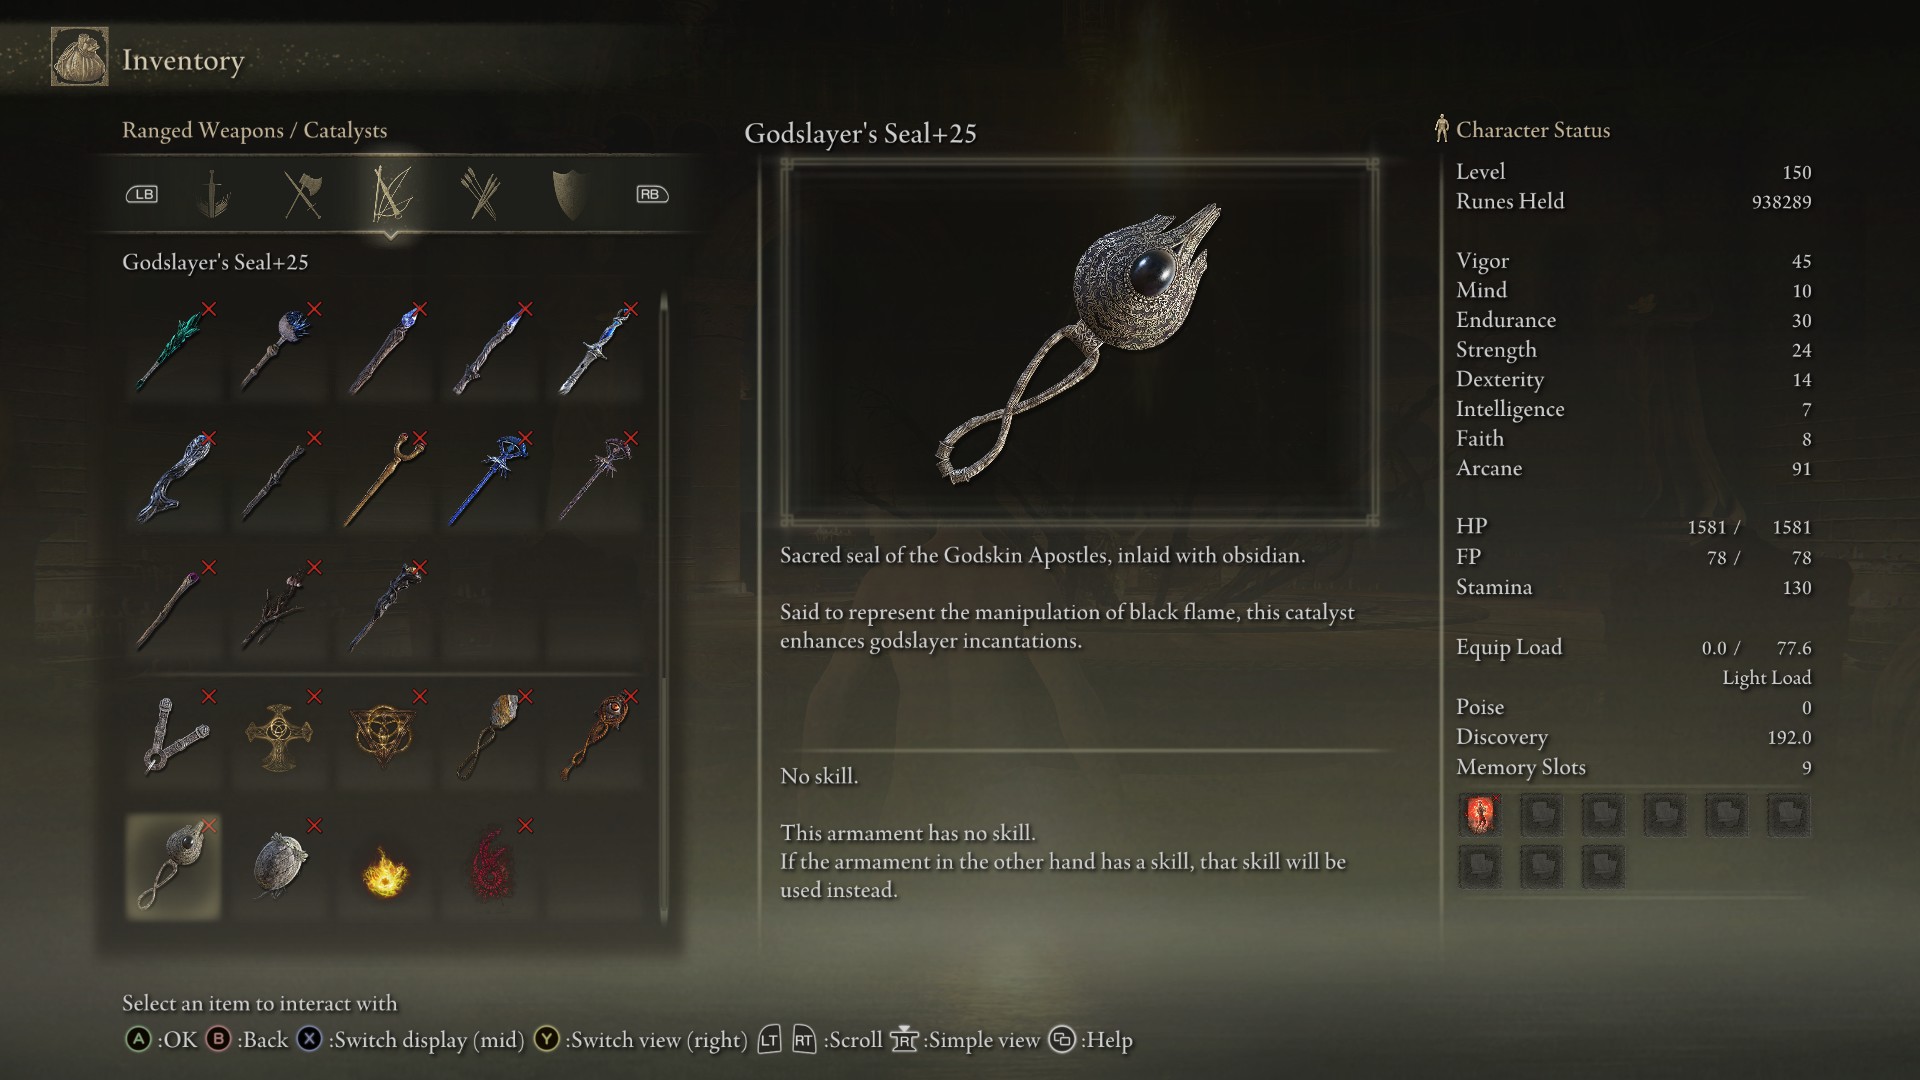 Inventory
Ranged Weapons / Catalysts
LB
RB
Godslayer's Seal+25
Godslayer's Seal+25
Sacred seal of the Godskin Apostles, inlaid with obsidian.
Said to represent the manipulation of black flame, this catalyst
enhances godslayer incantations.
No skill.
This armament has no skill.
If the armament in the other hand has a skill, that skill will be
used instead.
Character Status
Level 150
Runes Held 938289
Vigor 45
Mind 10
Endurance 30
Strength 24
Dexterity 14
Intelligence 7
Faith 8
Arcane 91
HP 1581 / 1581
FP 78 / 78
Stamina 130
Equip Load 0.0 / 77.6
Light Load
Poise 0
Discovery 192.0
Memory Slots 9
Select an item to interact with
A :OK B :Back X :Switch display (mid) Y :Switch view (right) LT RT :Scroll R :Simple view :Help